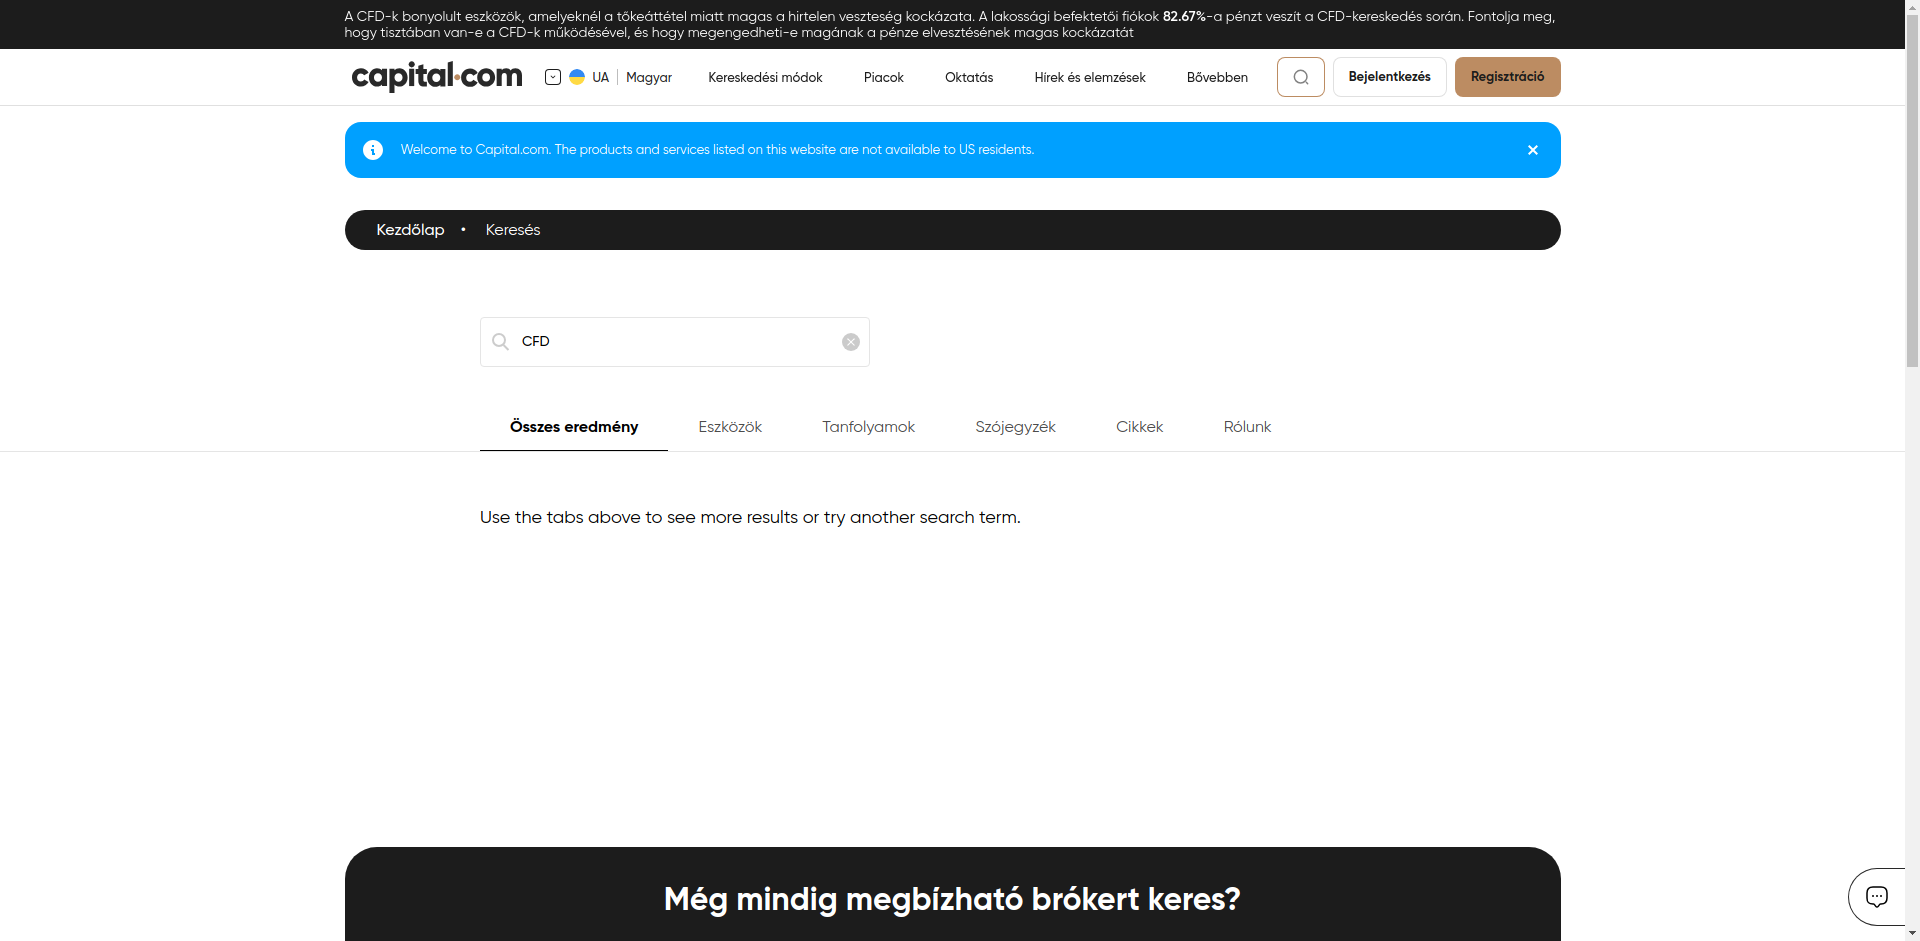 A CFD-k bonyolult eszközök, amelyeknél a tőkeáttétel miatt magas a hirtelen veszteség kockázata. A lakossági befektetői fiókok 82.67%-a pénzt veszít a CFD-kereskedés során. Fontolja meg,
hogy tisztában van-e a CFD-k működésével, és hogy megengedheti-e magának a pénze elvesztésének magas kockázatát
capital.com UA Magyar Kereskedési módok Piacok Oktatás Hírek és elemzések Bővebben Bejelentkezés Regisztráció
Welcome to Capital.com. The products and services listed on this website are not available to US residents.
Kezdőlap • Keresés
CFD
Összes eredmény Eszközök Tanfolyamok Szójegyzék Cikkek Rólunk
Use the tabs above to see more results or try another search term.
Még mindig megbízható brókert keres?